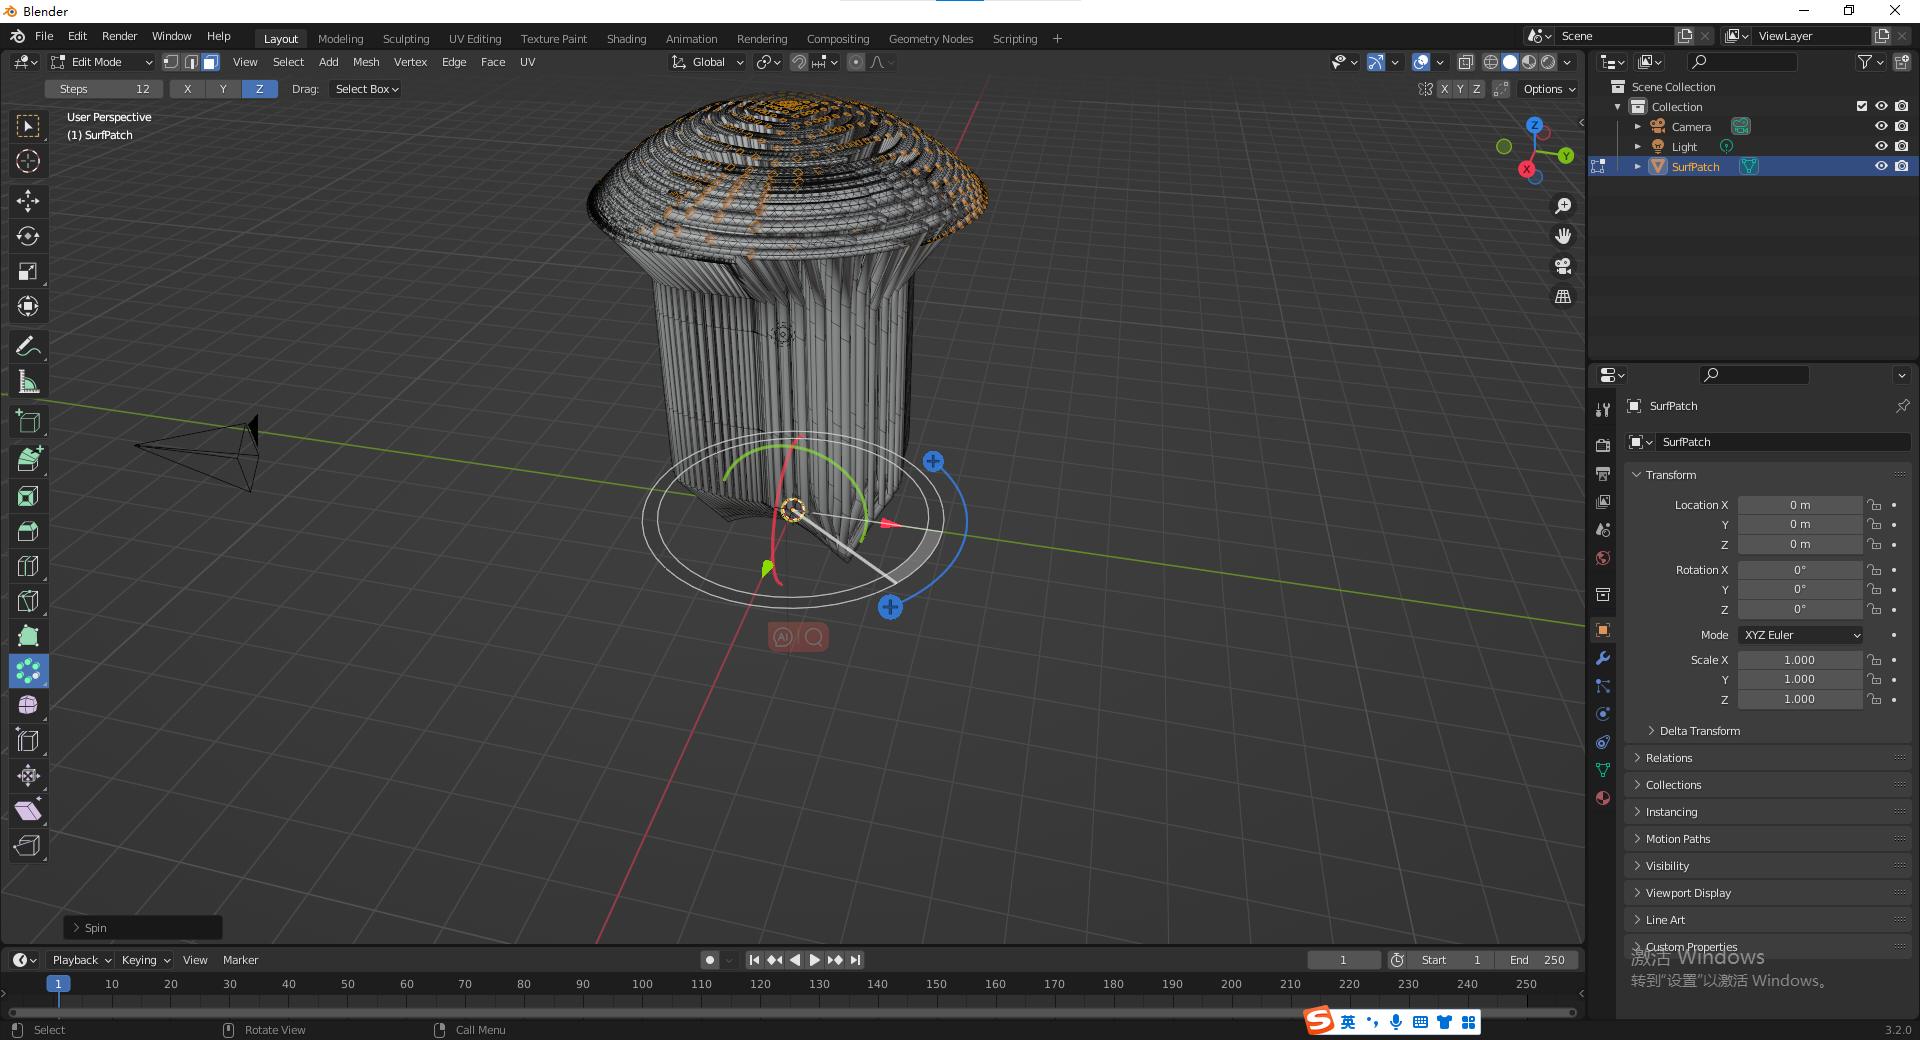 Blender
File Edit Render Window Help
Layout Modeling Sculpting UV Editing Texture Paint Shading Animation Rendering Compositing Geometry Nodes Scripting +
Scene
ViewLayer
Edit Mode
View Select Add Mesh Vertex Edge Face UV
Global
Steps 12
X Y Z
Drag: Select Box
X Y Z
Options
User Perspective
(1) SurfPatch
Z
Y
X
Scene Collection
Collection
Camera
Light
SurfPatch
SurfPatch
SurfPatch
Transform
Location X 0 m
Y 0 m
Z 0 m
Rotation X 0°
Y 0°
Z 0°
Mode XYZ Euler
Scale X 1.000
Y 1.000
Z 1.000
Delta Transform
Relations
Collections
Instancing
Motion Paths
Visibility
Viewport Display
Line Art
Custom Properties
激活 Windows
转到“设置”以激活 Windows。
AI
Spin
Playback Keying View Marker
1
Start 1
End 250
1 10 20 30 40 50 60 70 80 90 100 110 120 130 140 150 160 170 180 190 200 210 220 230 240 250
Select
Rotate View
Call Menu
S 英
3.2.0